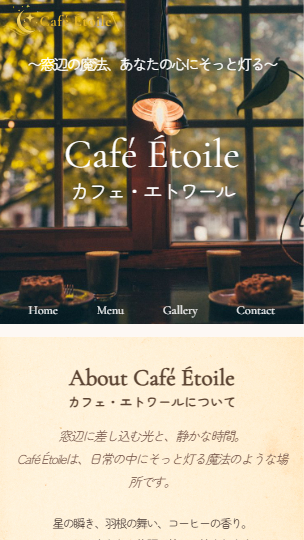 Café Étoile
～窓辺の魔法、あなたの心にそっと灯る～
Café Étoile
カフェ・エトワール
Home Menu Gallery Contact
About Café Étoile
カフェ・エトワールについて
窓辺に差し込む光と、静かな時間。
Café Étoileは、日常の中にそっと灯る魔法のような場
所です。
星の瞬き、羽根の舞い、コーヒーの香り。